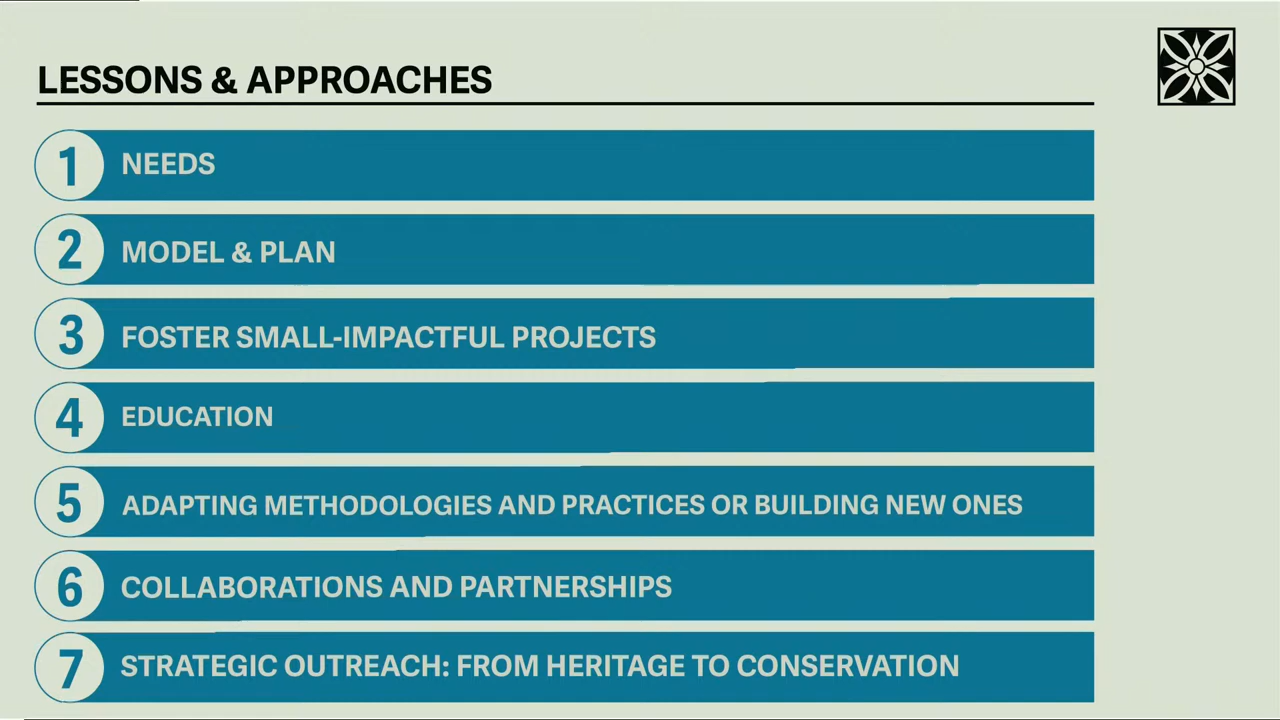 LESSONS & APPROACHES
1 NEEDS
2 MODEL & PLAN
3 FOSTER SMALL-IMPACTFUL PROJECTS
4 EDUCATION
5 ADAPTING METHODOLOGIES AND PRACTICES OR BUILDING NEW ONES
6 COLLABORATIONS AND PARTNERSHIPS
7 STRATEGIC OUTREACH: FROM HERITAGE TO CONSERVATION